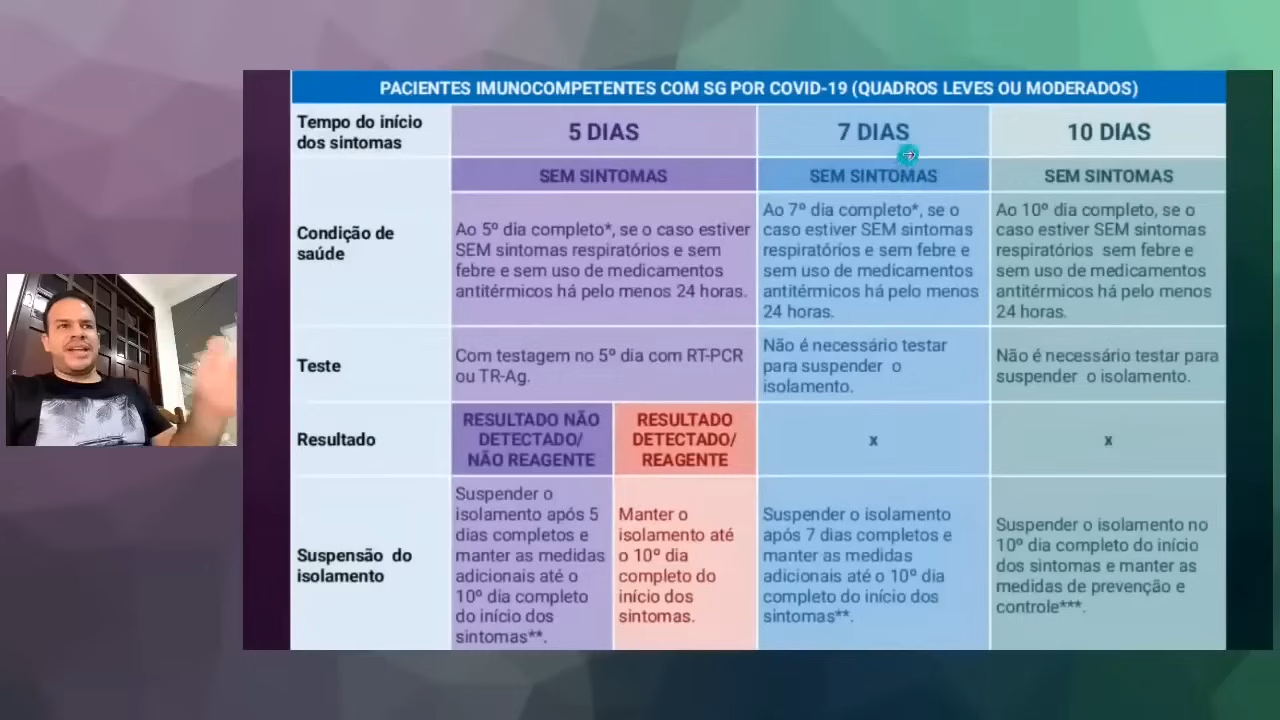 PACIENTES IMUNOCOMPETENTES COM SG POR COVID-19 (QUADROS LEVES OU MODERADOS)
Tempo do início
dos sintomas
5 DIAS
7 DIAS
10 DIAS
SEM SINTOMAS
SEM SINTOMAS
SEM SINTOMAS
Condição de
saúde
Ao 5º dia completo*, se o caso estiver
SEM sintomas respiratórios e sem
febre e sem uso de medicamentos
antitérmicos há pelo menos 24 horas.
Ao 7º dia completo*, se o
caso estiver SEM sintomas
respiratórios e sem febre e
sem uso de medicamentos
antitérmicos há pelo menos
24 horas.
Ao 10º dia completo, se o
caso estiver SEM sintomas
respiratórios sem febre e
sem uso de medicamentos
antitérmicos há pelo menos
24 horas.
Teste
Com testagem no 5º dia com RT-PCR
ou TR-Ag.
Não é necessário testar
para suspender o
isolamento.
Não é necessário testar para
suspender o isolamento.
Resultado
RESULTADO NÃO
DETECTADO/
NÃO REAGENTE
RESULTADO
DETECTADO/
REAGENTE
x
x
Suspensão do
isolamento
Suspender o
isolamento após 5
dias completos e
manter as medidas
adicionais até o
10º dia completo
do início dos
sintomas**.
Manter o
isolamento até
o 10º dia
completo do
início dos
sintomas.
Suspender o isolamento
após 7 dias completos e
manter as medidas
adicionais até o 10º dia
completo do início dos
sintomas**.
Suspender o isolamento no
10º dia completo do início
dos sintomas e manter as
medidas de prevenção e
controle***.